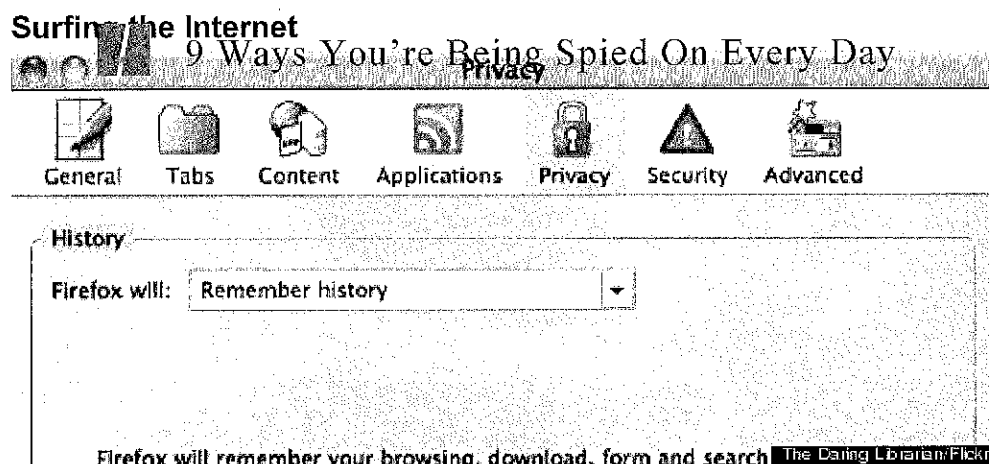 Surfing the Internet
9 Ways You're Being Spied On Every Day
Privacy
General Tabs Content Applications Privacy Security Advanced
History
Firefox will: Remember history
Firefox will remember your browsing, download, form and search
The Daring Librarian/Flickr